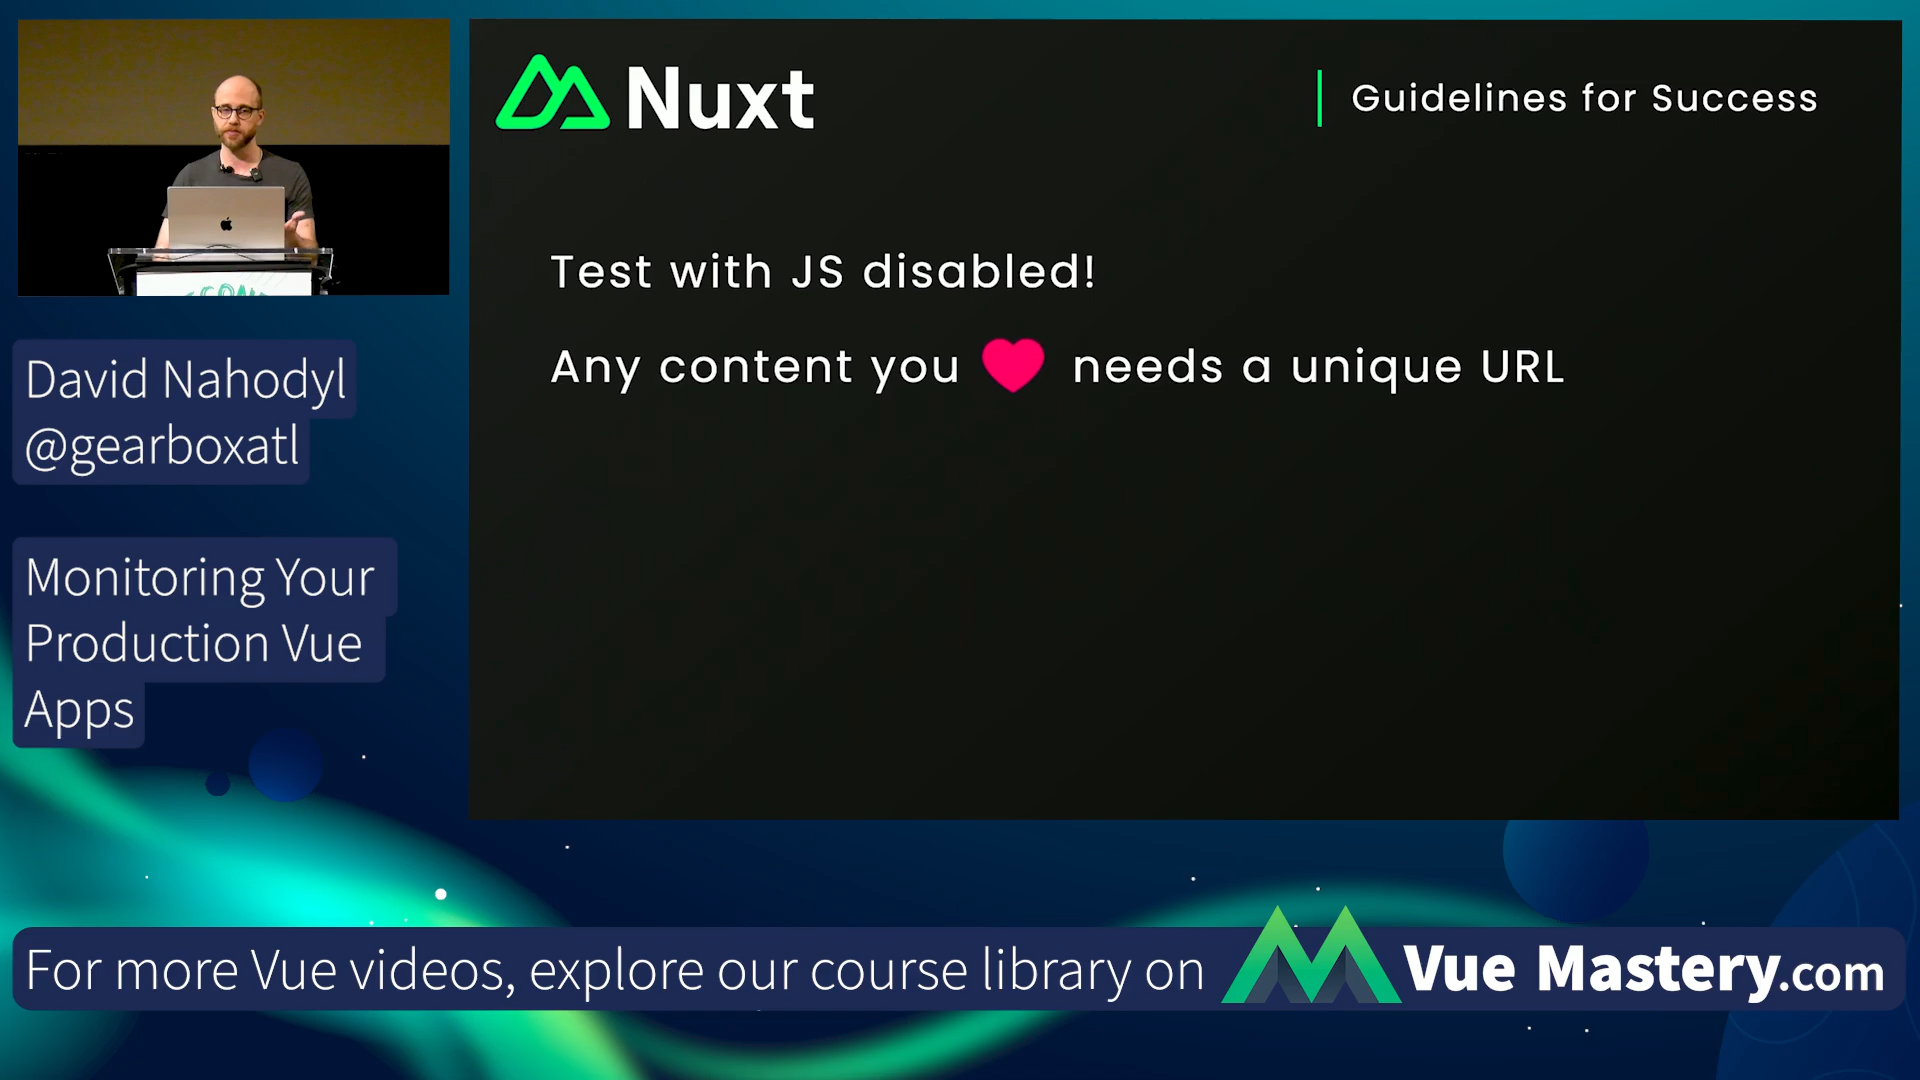 Nuxt
Guidelines for Success
Test with JS disabled!
Any content you ❤ needs a unique URL
David Nahodyl
@gearboxatl
Monitoring Your
Production Vue
Apps
For more Vue videos, explore our course library on Vue Mastery.com